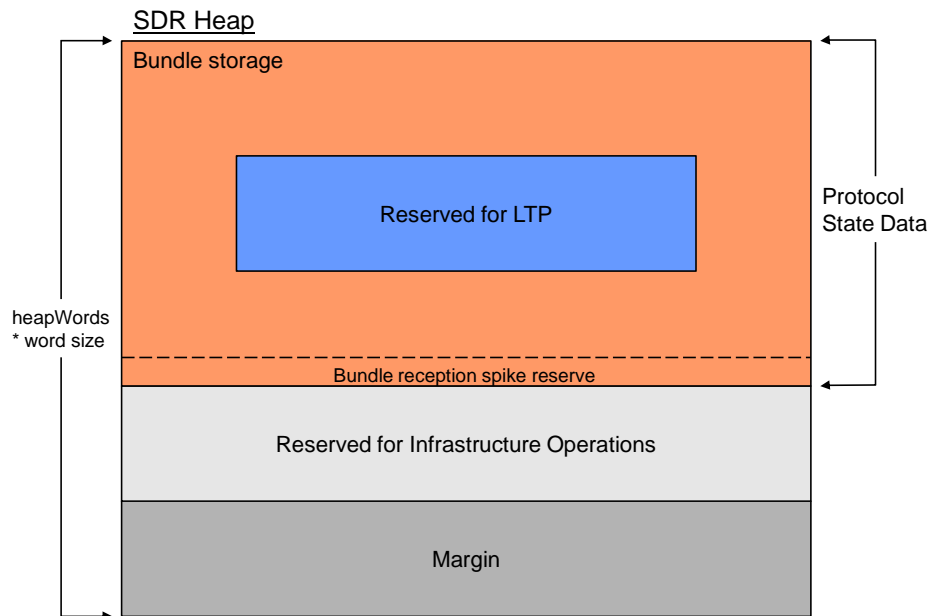 SDR Heap
Bundle storage
Reserved for LTP
Protocol
State Data
heapWords
* word size
Bundle reception spike reserve
Reserved for Infrastructure Operations
Margin